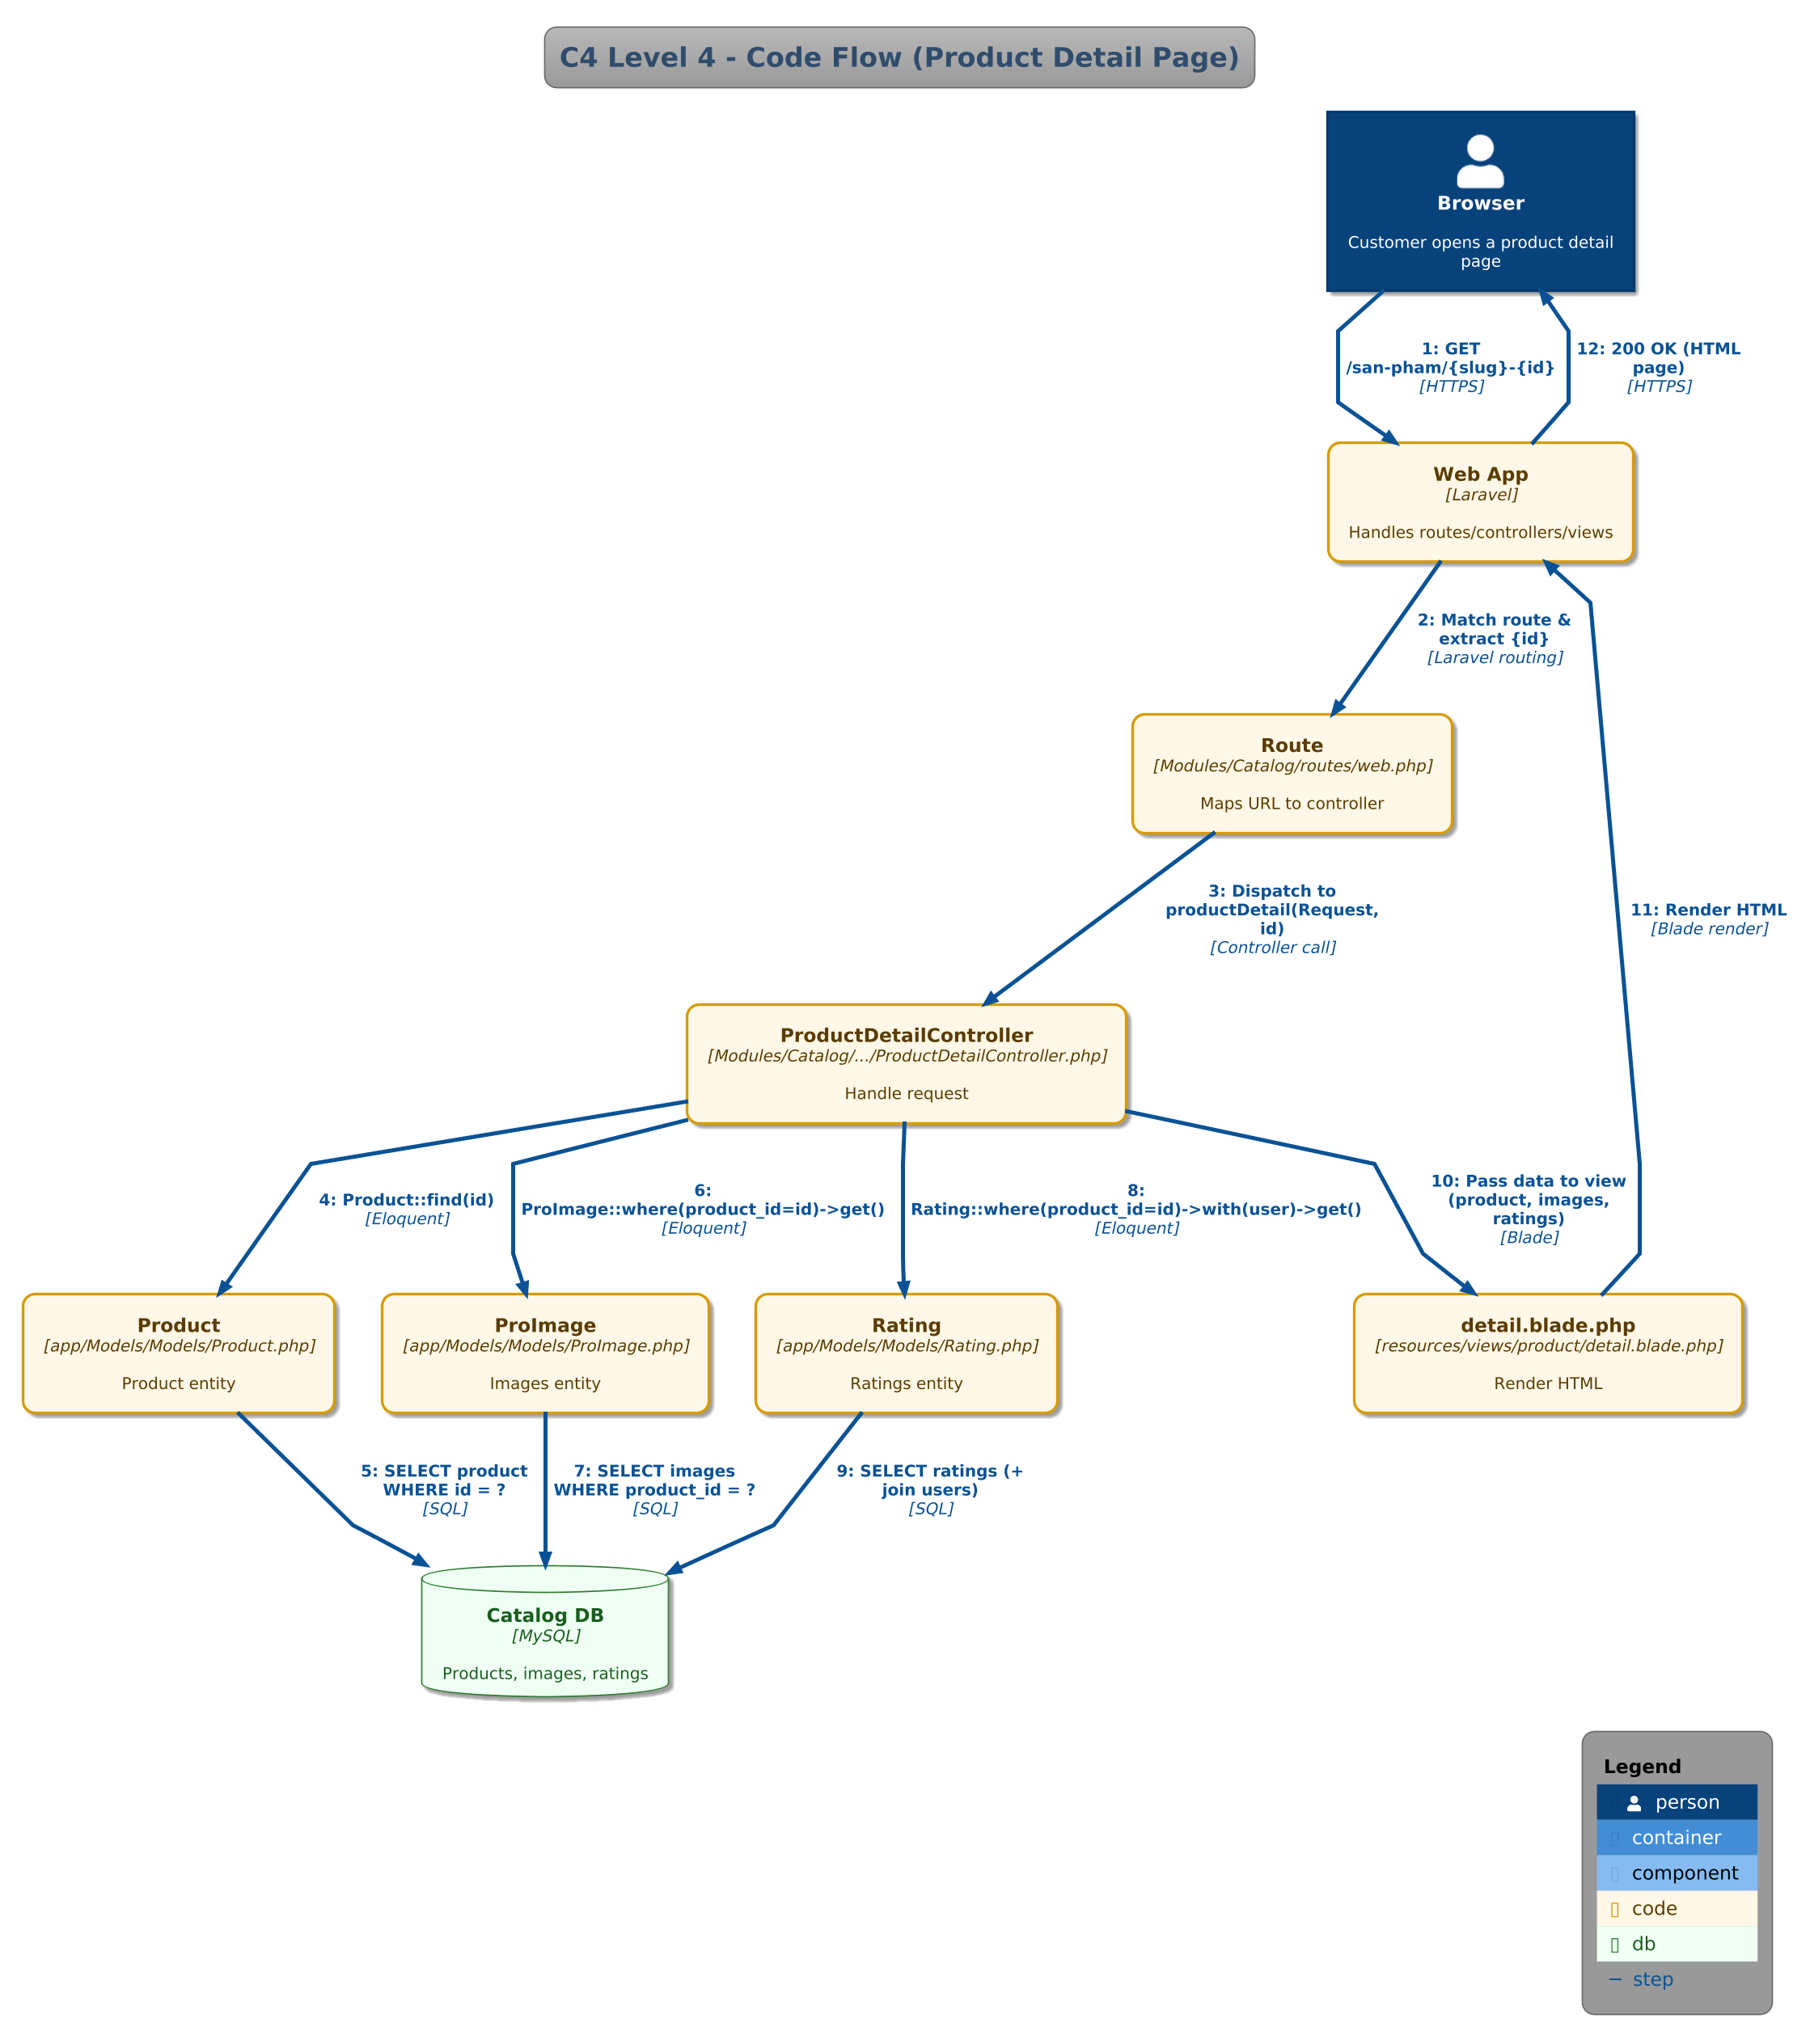 C4 Level 4 - Code Flow (Product Detail Page)
Browser
Customer opens a product detail
page
1: GET
/san-pham/{slug}-{id}
[HTTPS]
12: 200 OK (HTML
page)
[HTTPS]
Web App
[Laravel]
Handles routes/controllers/views
2: Match route &
extract {id}
[Laravel routing]
Route
[Modules/Catalog/routes/web.php]
Maps URL to controller
3: Dispatch to
productDetail(Request,
id)
[Controller call]
11: Render HTML
[Blade render]
ProductDetailController
[Modules/Catalog/.../ProductDetailController.php]
Handle request
4: Product::find(id)
[Eloquent]
6:
ProImage::where(product_id=id)->get()
[Eloquent]
8:
Rating::where(product_id=id)->with(user)->get()
[Eloquent]
10: Pass data to view
(product, images,
ratings)
[Blade]
Product
[app/Models/Models/Product.php]
Product entity
ProImage
[app/Models/Models/ProImage.php]
Images entity
Rating
[app/Models/Models/Rating.php]
Ratings entity
detail.blade.php
[resources/views/product/detail.blade.php]
Render HTML
5: SELECT product
WHERE id = ?
[SQL]
7: SELECT images
WHERE product_id = ?
[SQL]
9: SELECT ratings (+
join users)
[SQL]
Catalog DB
[MySQL]
Products, images, ratings
Legend
person
container
component
code
db
step